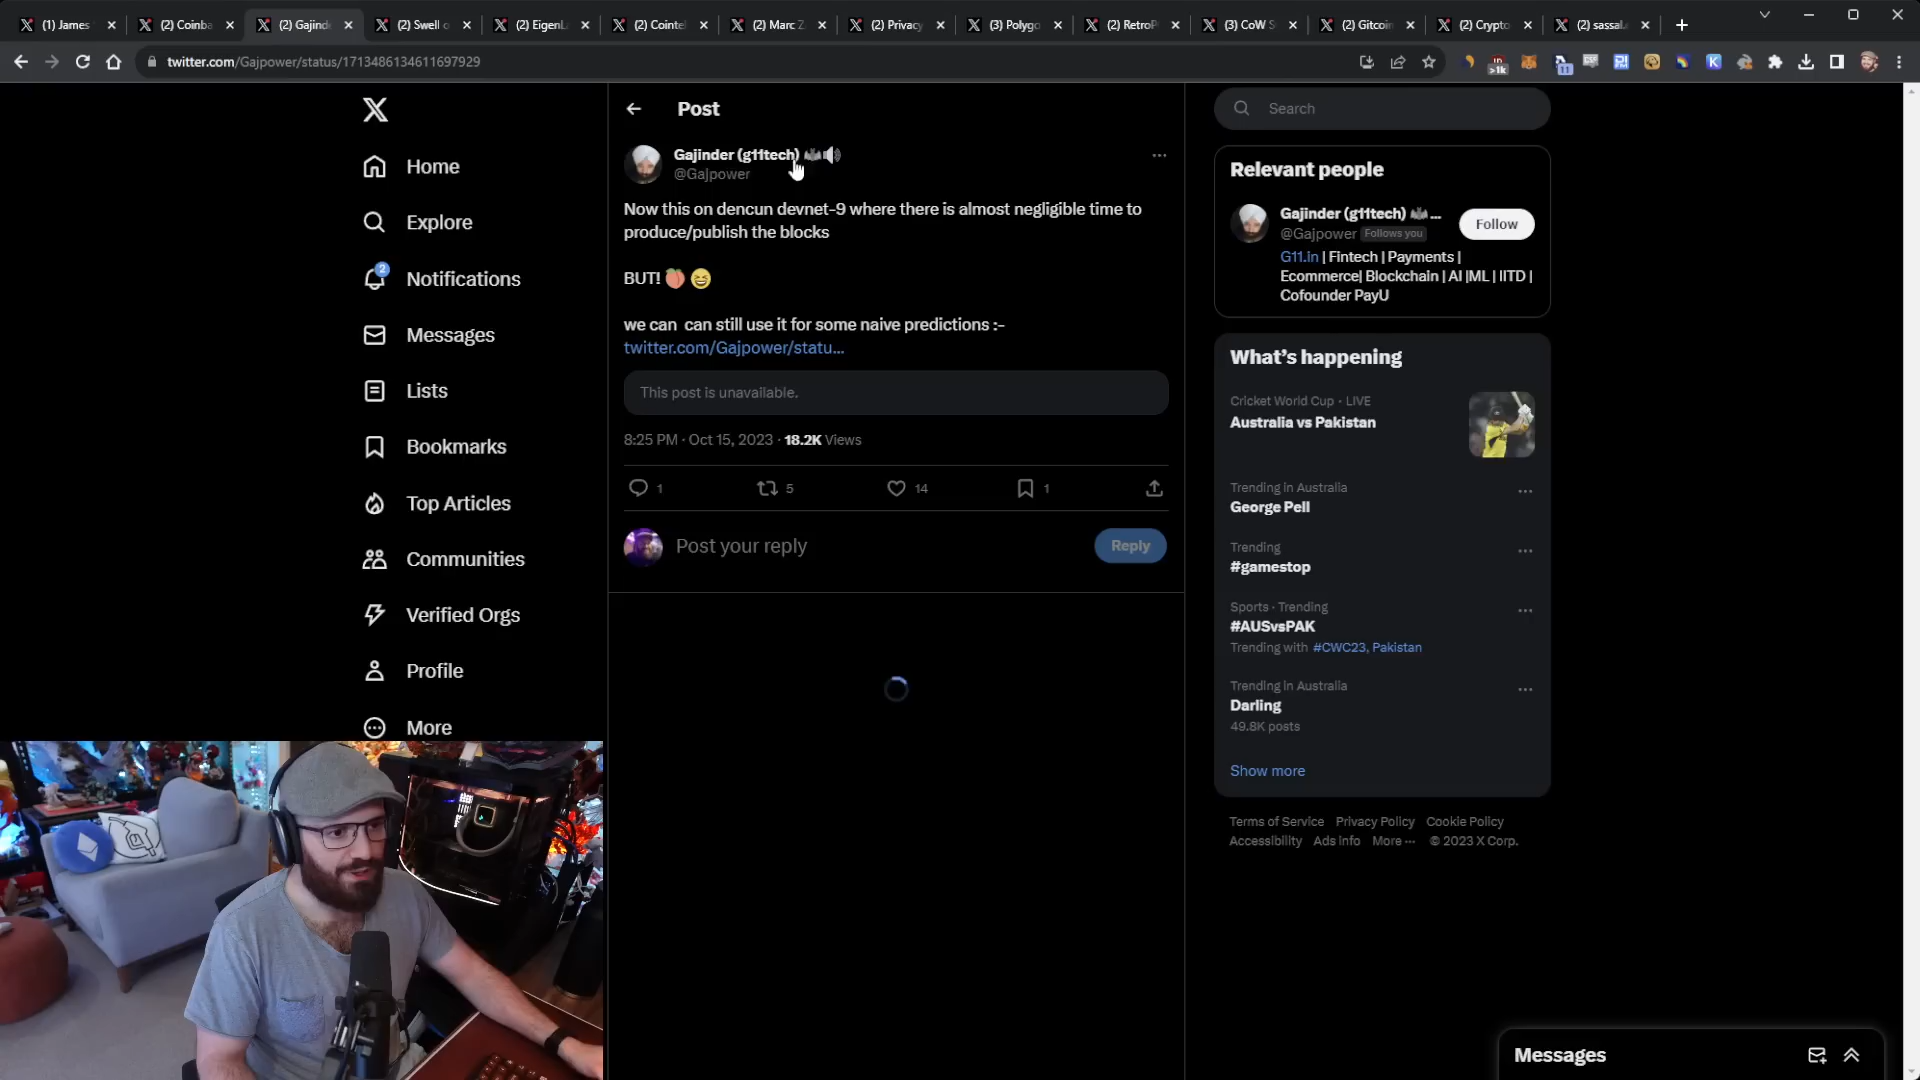 (1) James
(2) Coinba
(2) Gajind
(2) Swell o
(2) EigenL
(2) Cointel
(2) Marc Z
(2) Privacy
(3) Polygo
(2) RetroP
(3) CoW S
(2) Gitcoin
(2) Crypto
(2) sassal.
twitter.com/Gajpower/status/1713486134611697929
>1k
11
Home
Explore
2
Notifications
Messages
Lists
Bookmarks
Top Articles
Communities
Verified Orgs
Profile
More
Post
Gajinder (g11tech)
@Gajpower
Now this on dencun devnet-9 where there is almost negligible time to
produce/publish the blocks
BUT!
we can can still use it for some naive predictions :-
twitter.com/Gajpower/statu...
This post is unavailable.
8:25 PM · Oct 15, 2023 · 18.2K Views
1
5
14
1
Post your reply
Reply
Search
Relevant people
Gajinder (g11tech) ...
@Gajpower Follows you
Follow
G11.in | Fintech | Payments |
Ecommerce| Blockchain | AI |ML | IITD |
Cofounder PayU
What's happening
Cricket World Cup · LIVE
Australia vs Pakistan
Trending in Australia
George Pell
Trending
#gamestop
Sports · Trending
#AUSvsPAK
Trending with #CWC23, Pakistan
Trending in Australia
Darling
49.8K posts
Show more
Terms of Service Privacy Policy Cookie Policy
Accessibility Ads info More ··· © 2023 X Corp.
Messages